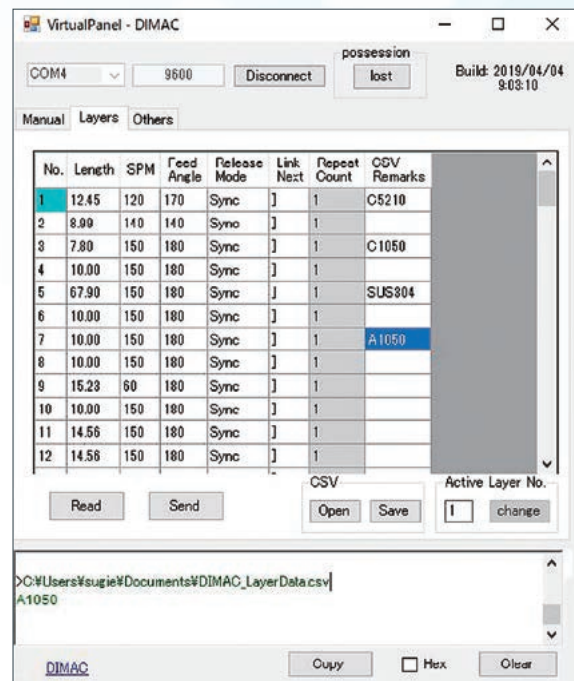 VirtualPanel - DIMAC
possession
COM4 9600 Disconnect lost Build: 2019/04/04
9:03:10
Manual Layers Others
No. Length SPM Feed Angle Release Mode Link Next Repeat Count CSV Remarks
1 12.45 120 170 Sync ] 1 C5210
2 8.99 140 140 Sync ] 1
3 7.80 150 180 Sync ] 1 C1050
4 10.00 150 180 Sync ] 1
5 67.90 150 180 Sync ] 1 SUS304
6 10.00 150 180 Sync ] 1
7 10.00 150 180 Sync ] 1 A1050
8 10.00 150 180 Sync ] 1
9 15.23 60 180 Sync ] 1
10 10.00 150 180 Sync ] 1
11 14.56 150 180 Sync ] 1
12 14.56 150 180 Sync ] 1
CSV Active Layer No.
Read Send Open Save 1 change
>C:¥Users¥sugie¥Documents¥DIMAC_LayerData.csv
A1050
DIMAC Copy Hex Clear